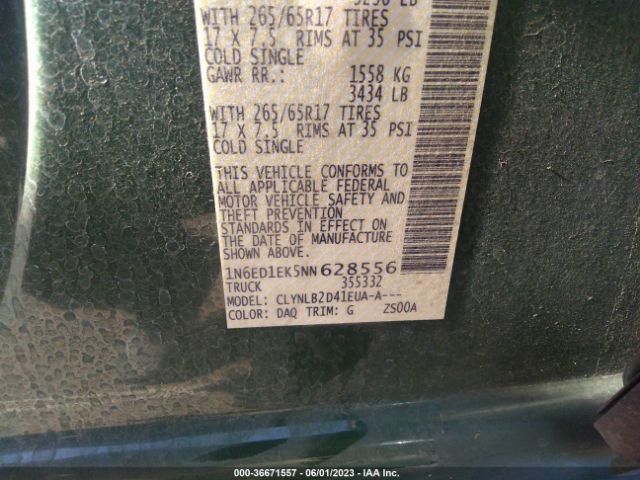 WITH 265/65R17 TIRES
17 X 7.5 RIMS AT 35 PSI
COLD SINGLE
GAWR RR.: 1558 KG
3434 LB
WITH 265/65R17 TIRES
17 X 7.5 RIMS AT 35 PSI
COLD SINGLE
THIS VEHICLE CONFORMS TO
ALL APPLICABLE FEDERAL
MOTOR VEHICLE SAFETY AND
THEFT PREVENTION
STANDARDS IN EFFECT ON
THE DATE OF MANUFACTURE
SHOWN ABOVE.
1N6ED1EK5NN628556
TRUCK 355332
MODEL: CLYNLB2D41EUA-A---
COLOR: DAQ TRIM: G ZS00A
000-36671557 - 06/01/2023 - IAA Inc.